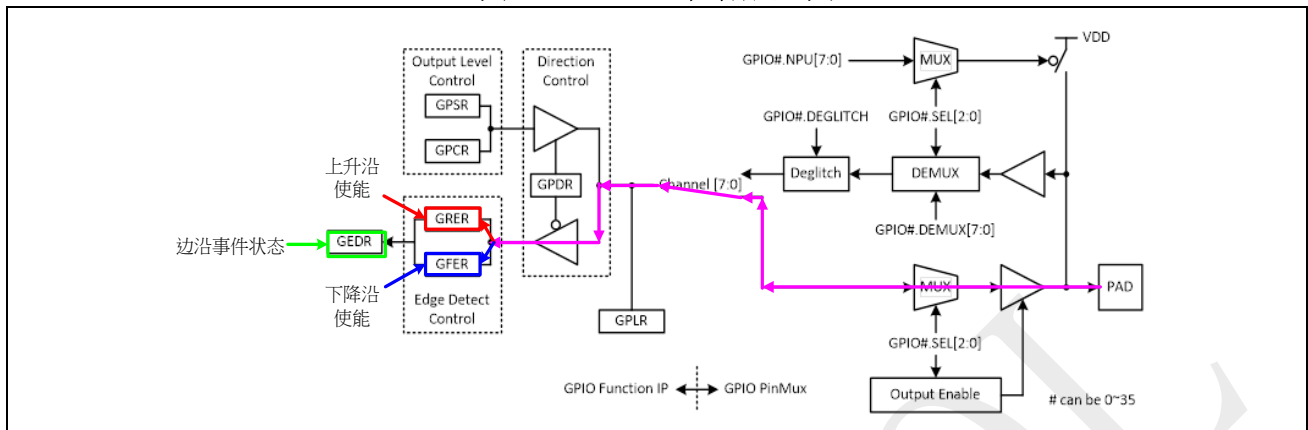 Output Level
Control
GPSR
GPCR
Direction
Control
GPDR
上升沿
使能
GRER
边沿事件状态
GEDR
GFER
下降沿
使能
Edge Detect
Control
GPLR
Channel [7:0]
VDD
GPIO#.NPU[7:0]
MUX
GPIO#.DEGLITCH
GPIO#.SEL[2:0]
Deglitch
DEMUX
GPIO#.DEMUX[7:0]
MUX
PAD
GPIO#.SEL[2:0]
Output Enable
GPIO Function IP
GPIO PinMux
# can be 0~35